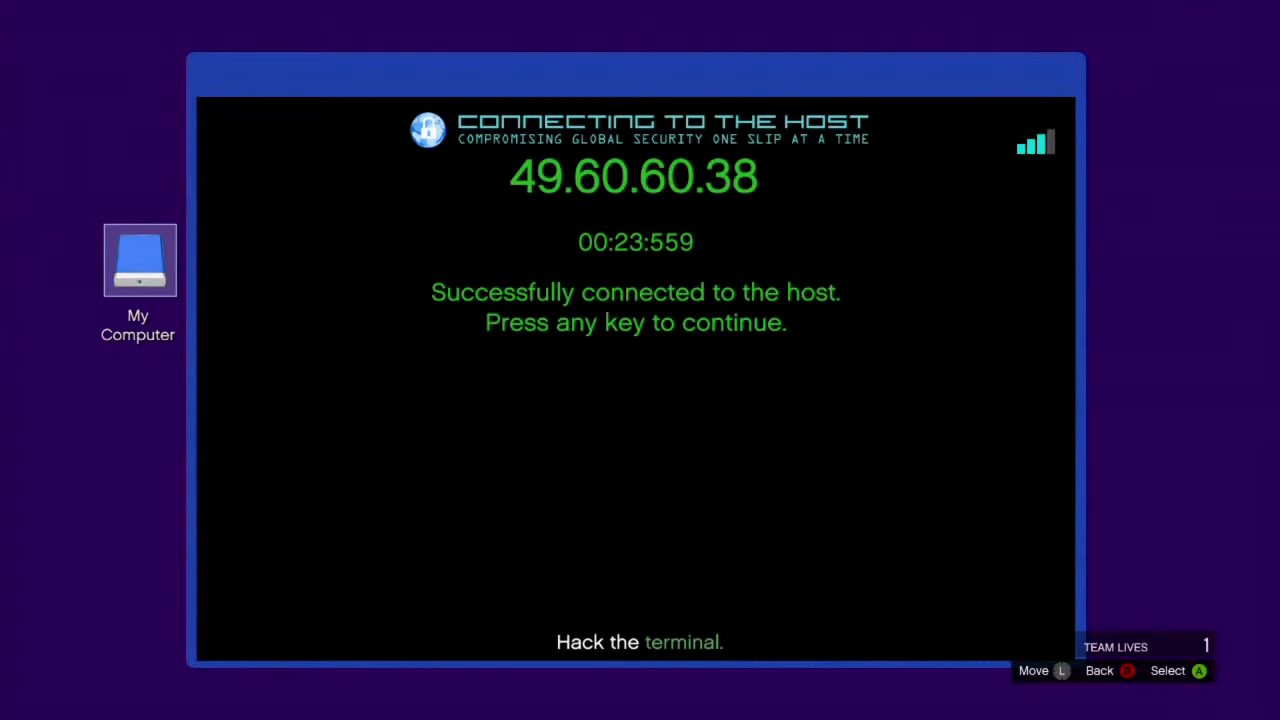 CONNECTING TO THE HOST
COMPROMISING GLOBAL SECURITY ONE SLIP AT A TIME
49.60.60.38
00:23:559
Successfully connected to the host.
Press any key to continue.
My
Computer
Hack the terminal.
TEAM LIVES 1
Move L Back B Select A